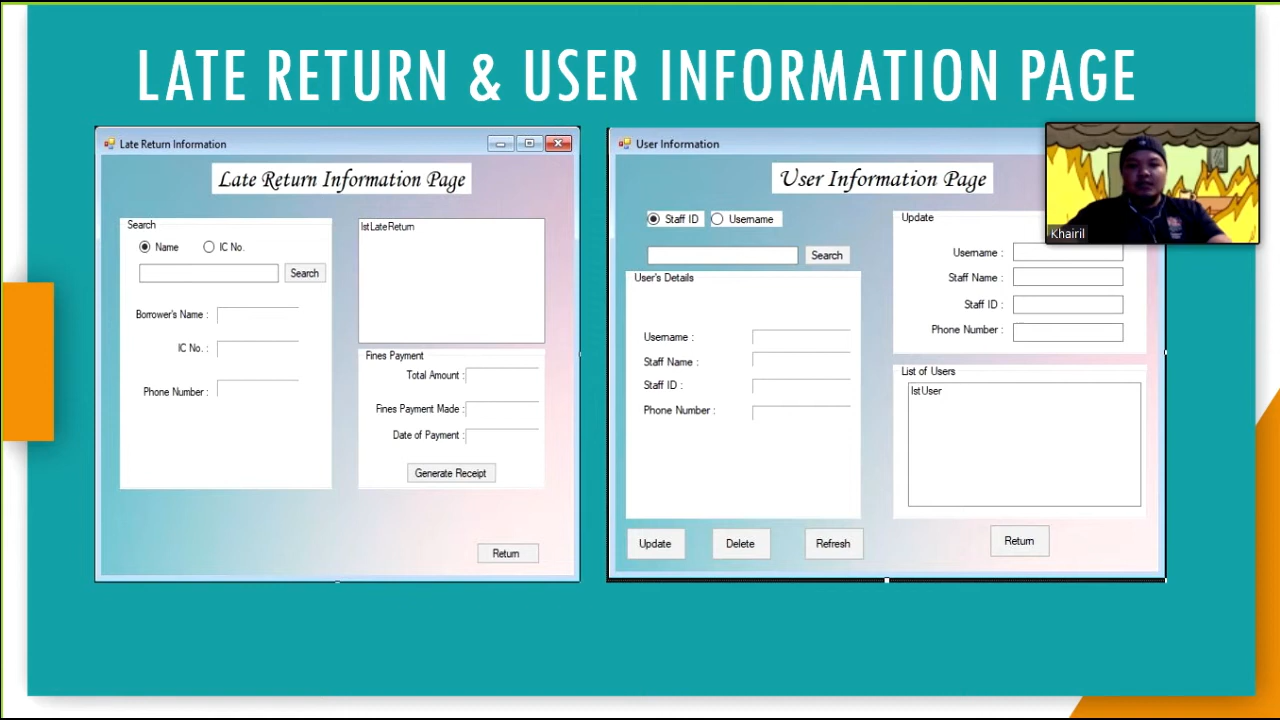 LATE RETURN & USER INFORMATION PAGE
Late Return Information
Late Return Information Page
Search
Name
IC No.
Search
Borrower's Name :
IC No. :
Phone Number :
lstLateReturn
Fines Payment
Total Amount :
Fines Payment Made :
Date of Payment :
Generate Receipt
Return
User Information
User Information Page
Staff ID
Username
Search
User's Details
Username :
Staff Name :
Staff ID :
Phone Number :
Update
Delete
Refresh
Update
Username :
Staff Name :
Staff ID :
Phone Number :
List of Users
lstUser
Return
Khairil